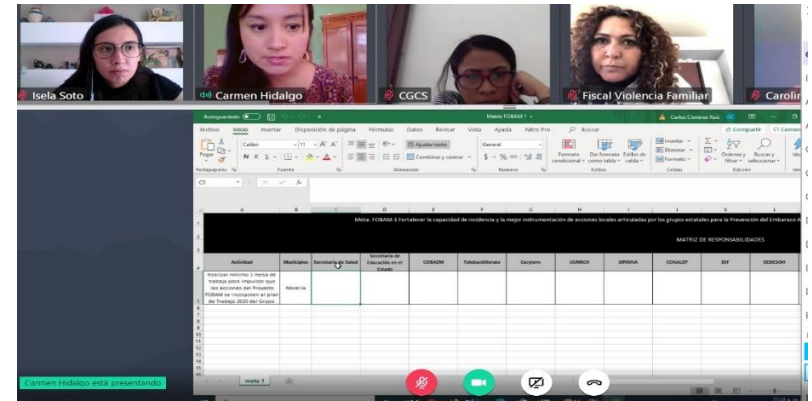 Isela Soto
Carmen Hidalgo
CGCS
Fiscal Violencia Familiar
Carolin
Autoguardado
Meta FOBAM 1
Archivo Inicio Insertar Disposición de página Fórmulas Datos Revisar Vista Ayuda Nitro Pro Buscar
Compartir
Pegar
Calibri
11
N K S
Ajustar texto
Combinar y centrar
General
Formato condicional
Dar formato como tabla
Estilos de celda
Insertar
Eliminar
Formato
Ordenar y filtrar
Buscar y seleccionar
Portapapeles
Fuente
Alineación
Número
Estilos
Celdas
Edición
Meta. FOBAM-1 Fortalecer la capacidad de incidencia y la mejor instrumentación de acciones locales articuladas por los grupos estatales para la Prevención del Embarazo A
MATRIZ DE RESPONSABILIDADES
Actividad
Municipios
Secretaría de Salud
Secretaría de Educación en el Estado
COBAEM
Telebachillerato
Cecytem
UUMICH
SIPINNA
CONALEP
DIF
SEDESOH
Realizar mínimo 1 mesa de
trabajo para impulsar que
las acciones del Proyecto
FOBAM se incorporen al plan
de Trabajo 2020 del Grupo
Morelia
meta 1
Carmen Hidalgo está presentando